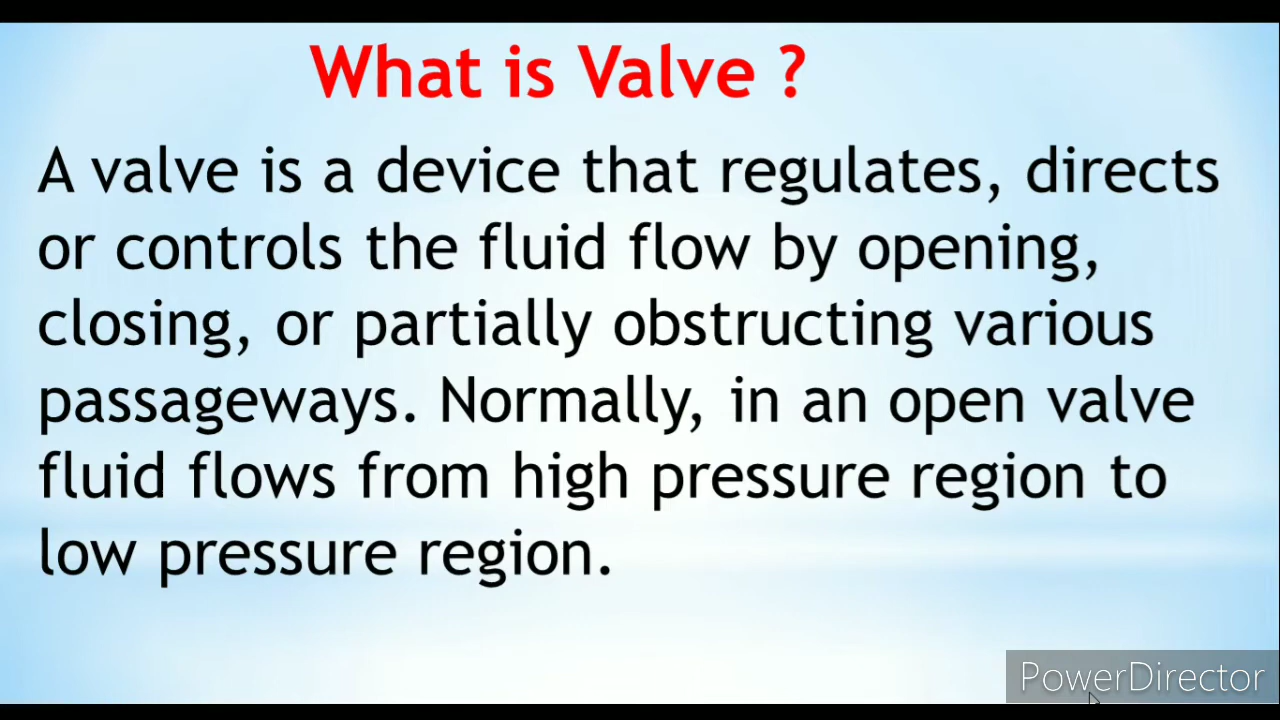 What is Valve ?
A valve is a device that regulates, directs
or controls the fluid flow by opening,
closing, or partially obstructing various
passageways. Normally, in an open valve
fluid flows from high pressure region to
low pressure region.
PowerDirector